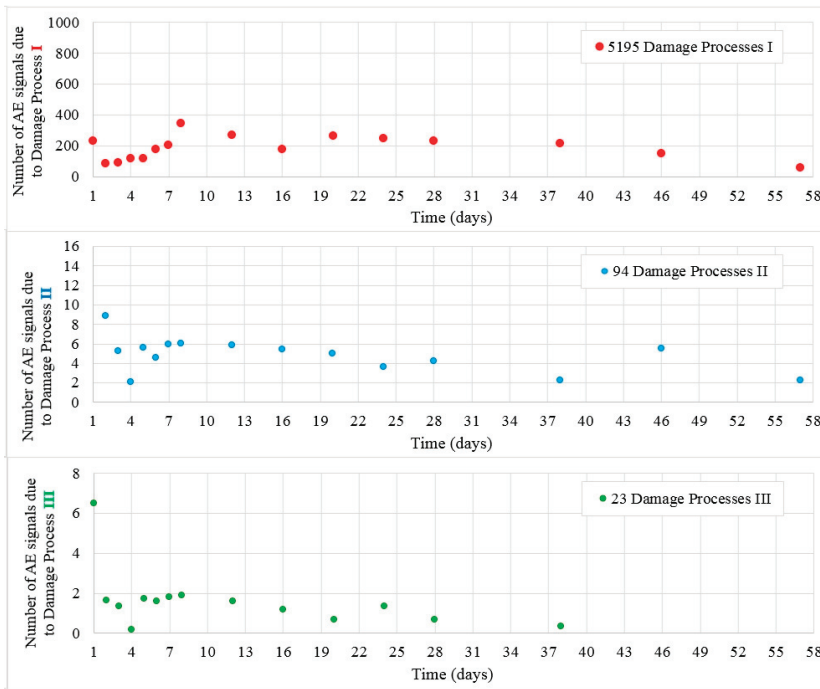 Number of AE signals due
to Damage Process I
1000
800
600
400
200
0
5195 Damage Processes I
1 4 7 10 13 16 19 22 25 28 31 34 37 40 43 46 49 52 55 58
Time (days)
Number of AE signals due
to Damage Process II
16
14
12
10
8
6
4
2
0
94 Damage Processes II
1 4 7 10 13 16 19 22 25 28 31 34 37 40 43 46 49 52 55 58
Time (days)
Number of AE signals due
to Damage Process III
8
6
4
2
0
23 Damage Processes III
1 4 7 10 13 16 19 22 25 28 31 34 37 40 43 46 49 52 55 58
Time (days)